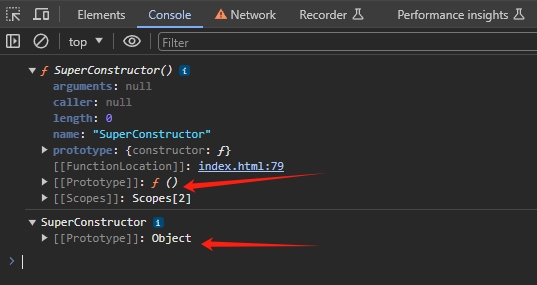 Elements Console Network Recorder Performance insights
top Filter
ƒ SuperConstructor() i
arguments: null
caller: null
length: 0
name: "SuperConstructor"
prototype: {constructor: ƒ}
[[FunctionLocation]]: index.html:79
[[Prototype]]: ƒ ()
[[Scopes]]: Scopes[2]
SuperConstructor i
[[Prototype]]: Object